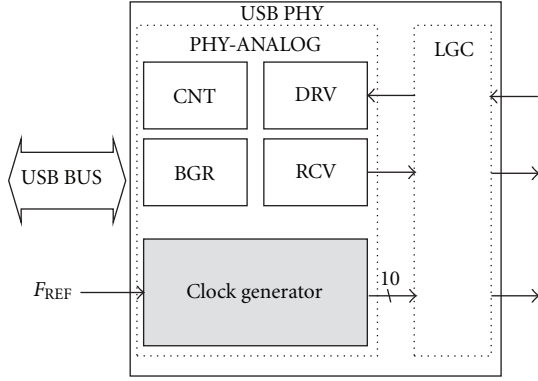 USB PHY
PHY-ANALOG
LGC
CNT
DRV
USB BUS
BGR
RCV
10
F_REF
Clock generator